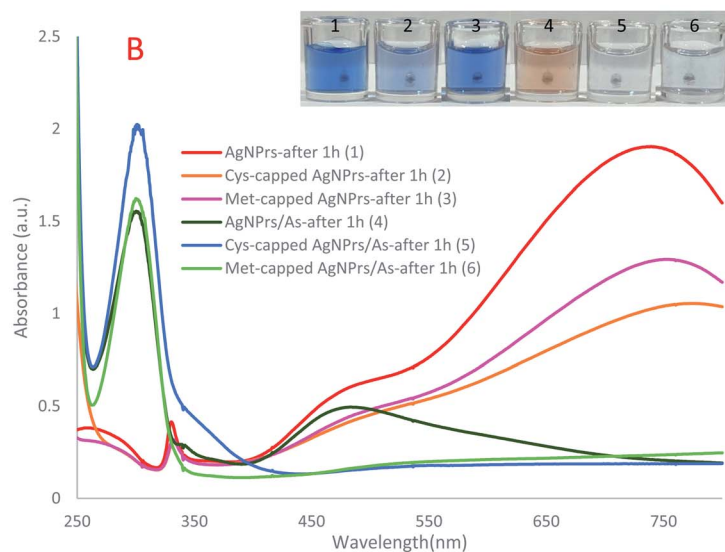 B
1 2 3 4 5 6
2.5
2
1.5
1
0.5
0
Absorbance (a.u.)
AgNPrs-after 1h (1)
Cys-capped AgNPrs-after 1h (2)
Met-capped AgNPrs-after 1h (3)
AgNPrs/As-after 1h (4)
Cys-capped AgNPrs/As-after 1h (5)
Met-capped AgNPrs/As-after 1h (6)
250 350 450 550 650 750
Wavelength(nm)